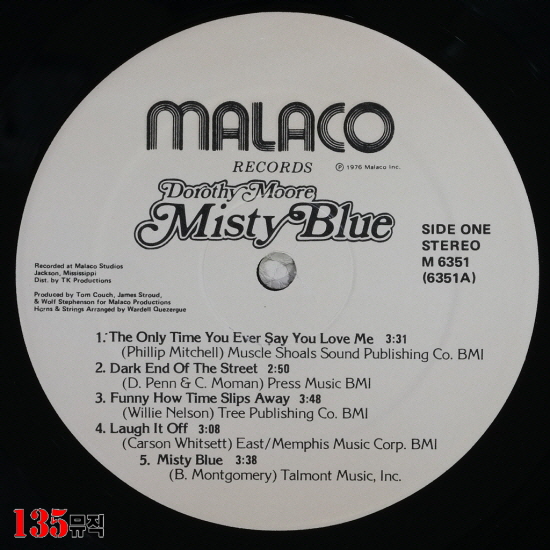 MALACO
RECORDS
℗ 1976 Malaco Inc.
Dorothy Moore
Misty Blue
SIDE ONE
STEREO
M 6351
(6351A)
Recorded at Malaco Studios
Jackson, Mississippi
Dist. by TK Productions
Produced by Tom Couch, James Stroud,
& Wolf Stephenson for Malaco Productions
Horns & Strings Arranged by Wardell Quezergue
1. The Only Time You Ever Say You Love Me 3:31
(Phillip Mitchell) Muscle Shoals Sound Publishing Co. BMI
2. Dark End Of The Street 2:50
(D. Penn & C. Moman) Press Music BMI
3. Funny How Time Slips Away 3:48
(Willie Nelson) Tree Publishing Co. BMI
4. Laugh It Off 3:08
(Carson Whitsett) East/Memphis Music Corp. BMI
5. Misty Blue 3:38
(B. Montgomery) Talmont Music, Inc.
135뮤직